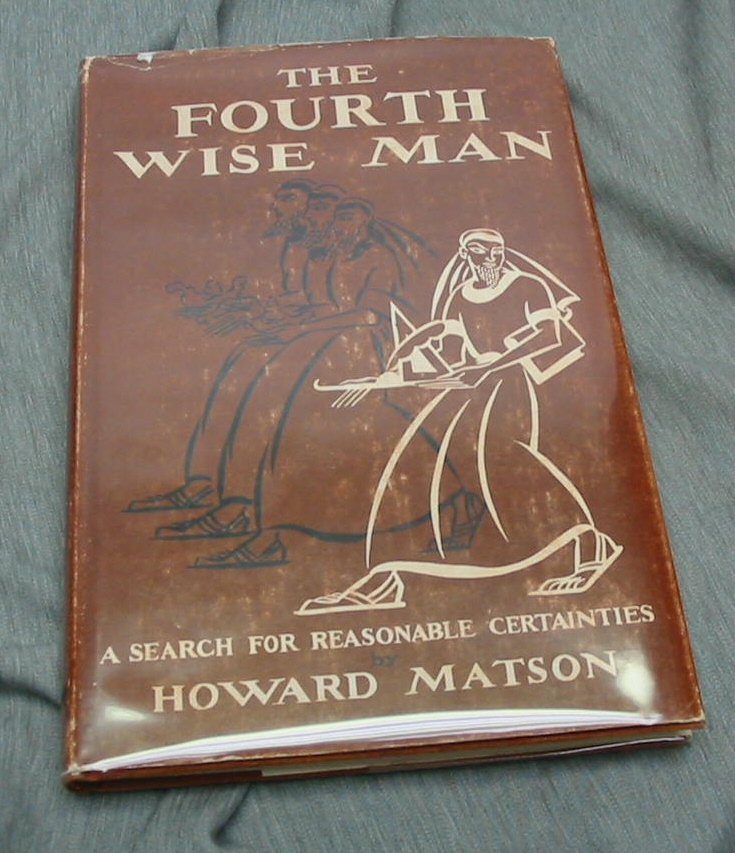 THE
FOURTH
WISE MAN
A SEARCH FOR REASONABLE CERTAINTIES
by
HOWARD MATSON